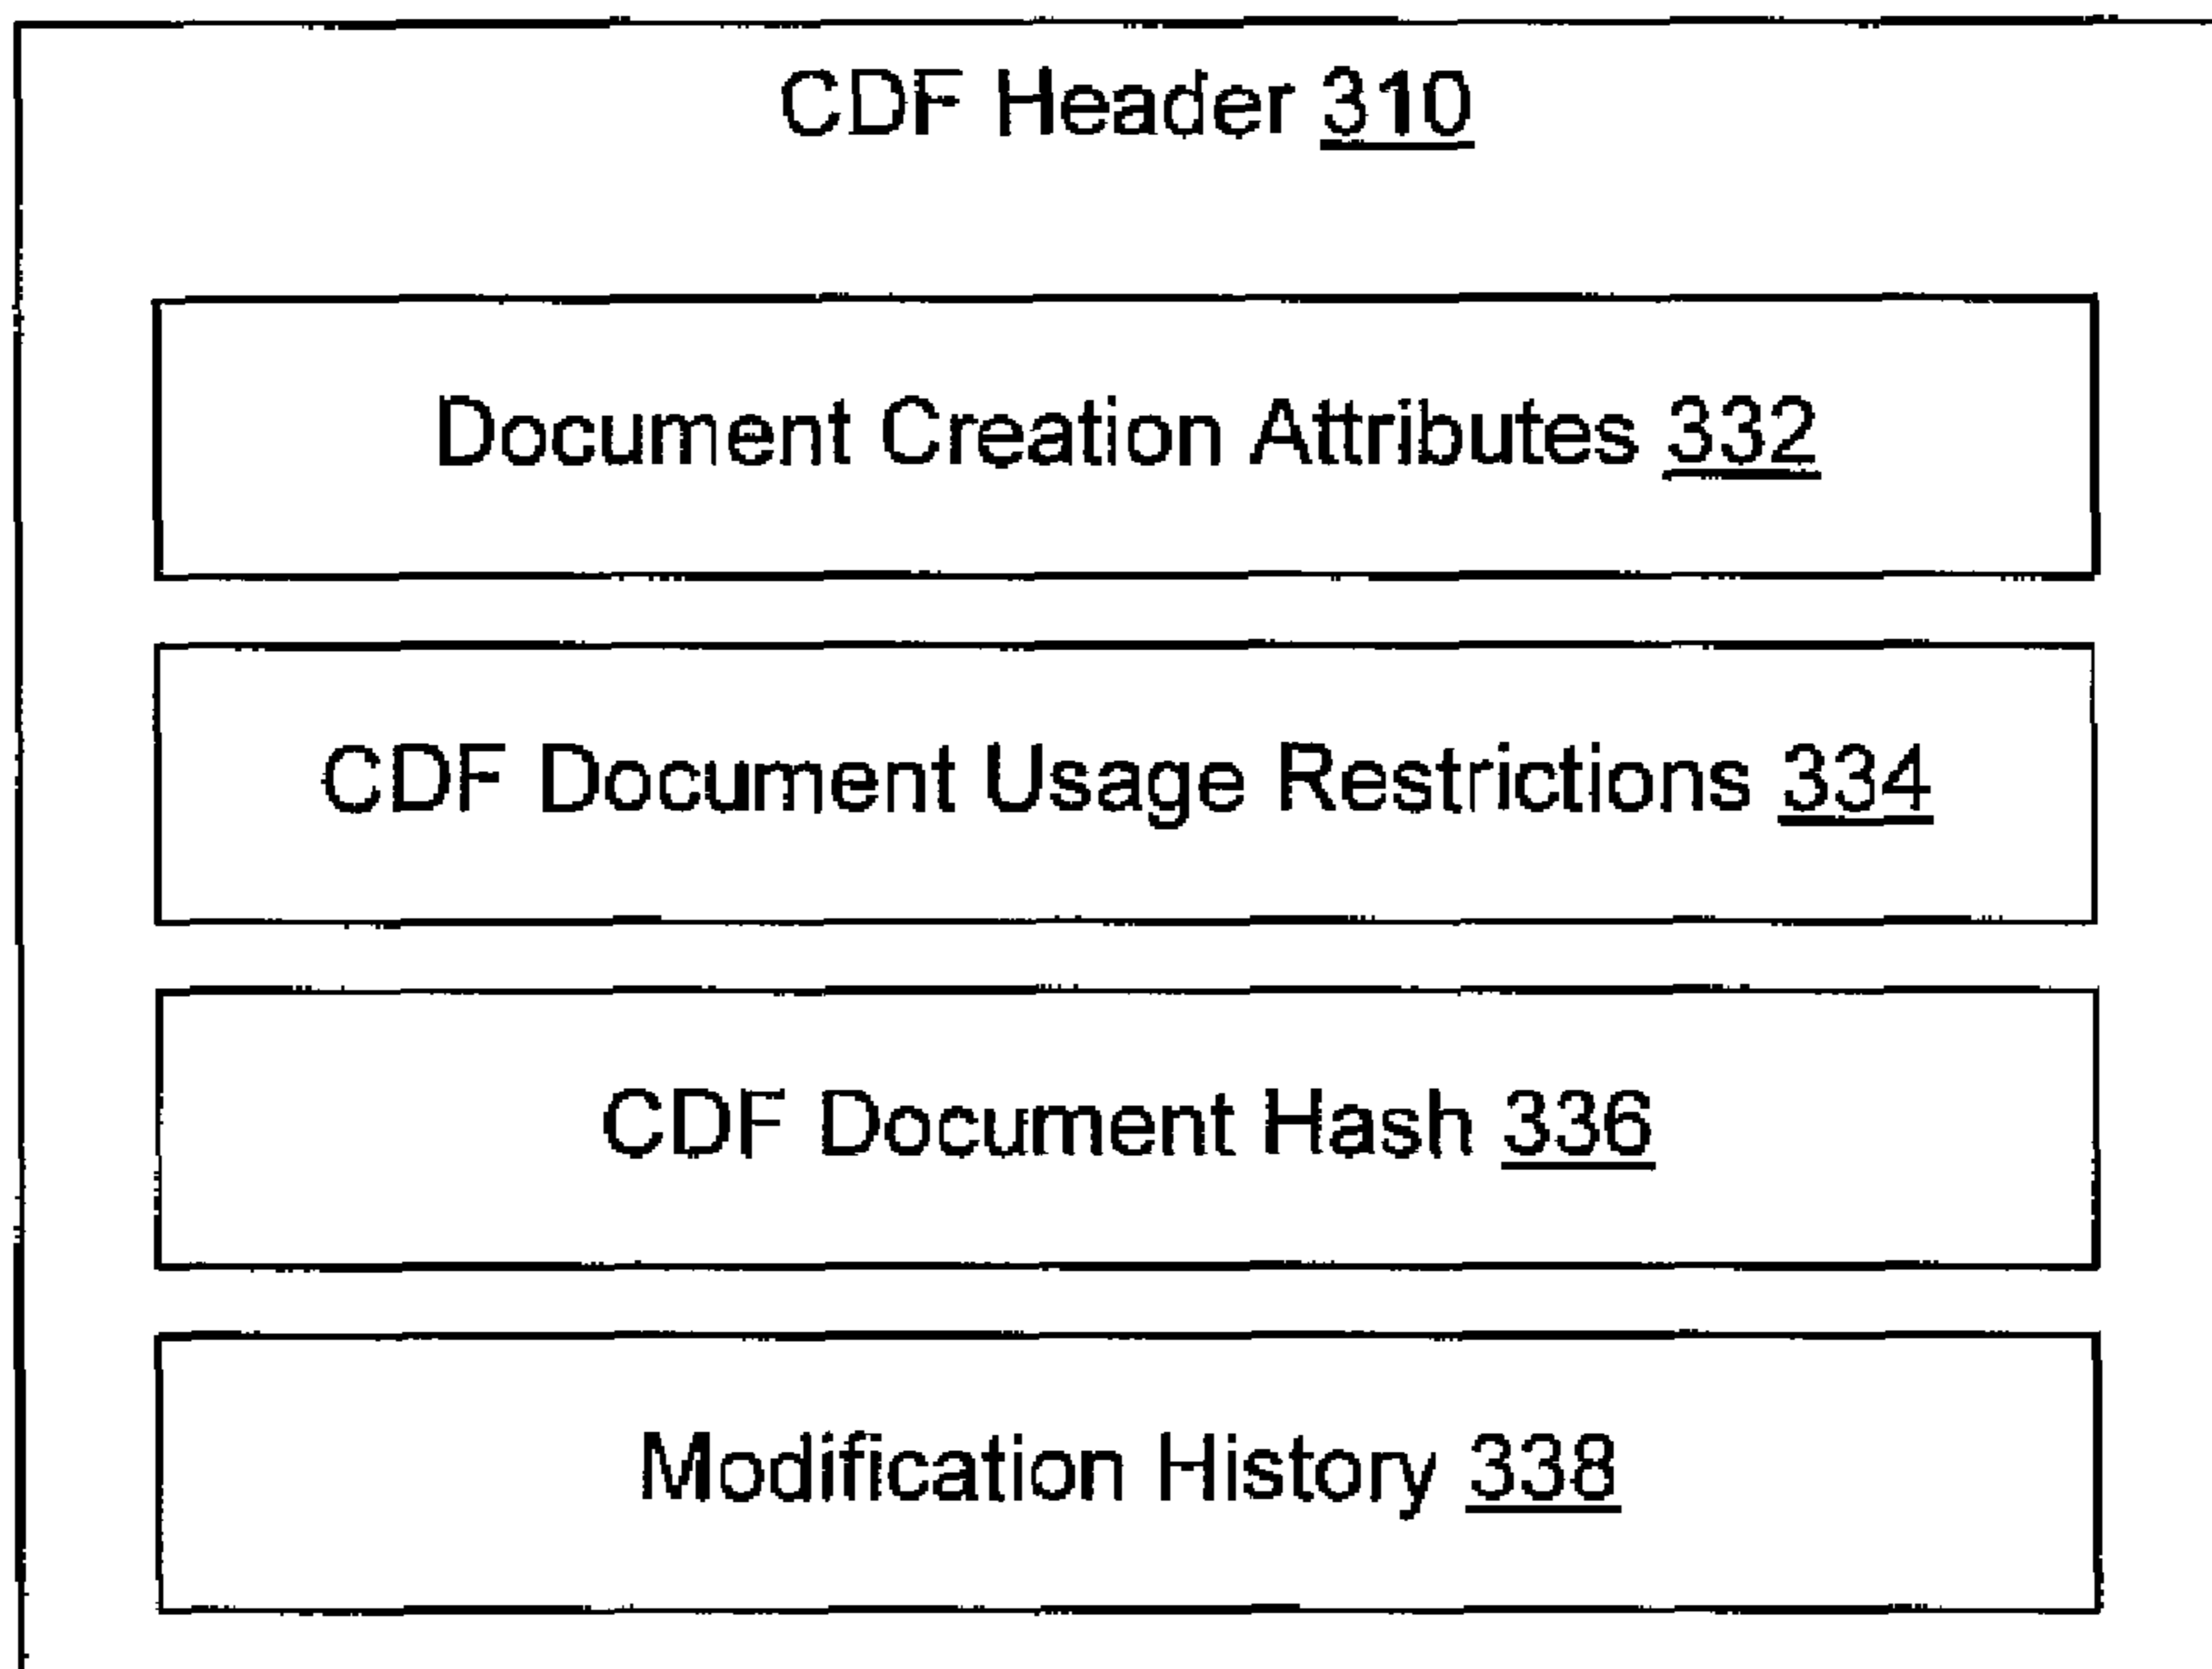 CDF Header 310
Document Creation Attributes 332
CDF Document Usage Restrictions 334
CDF Document Hash 336
Modification History 338